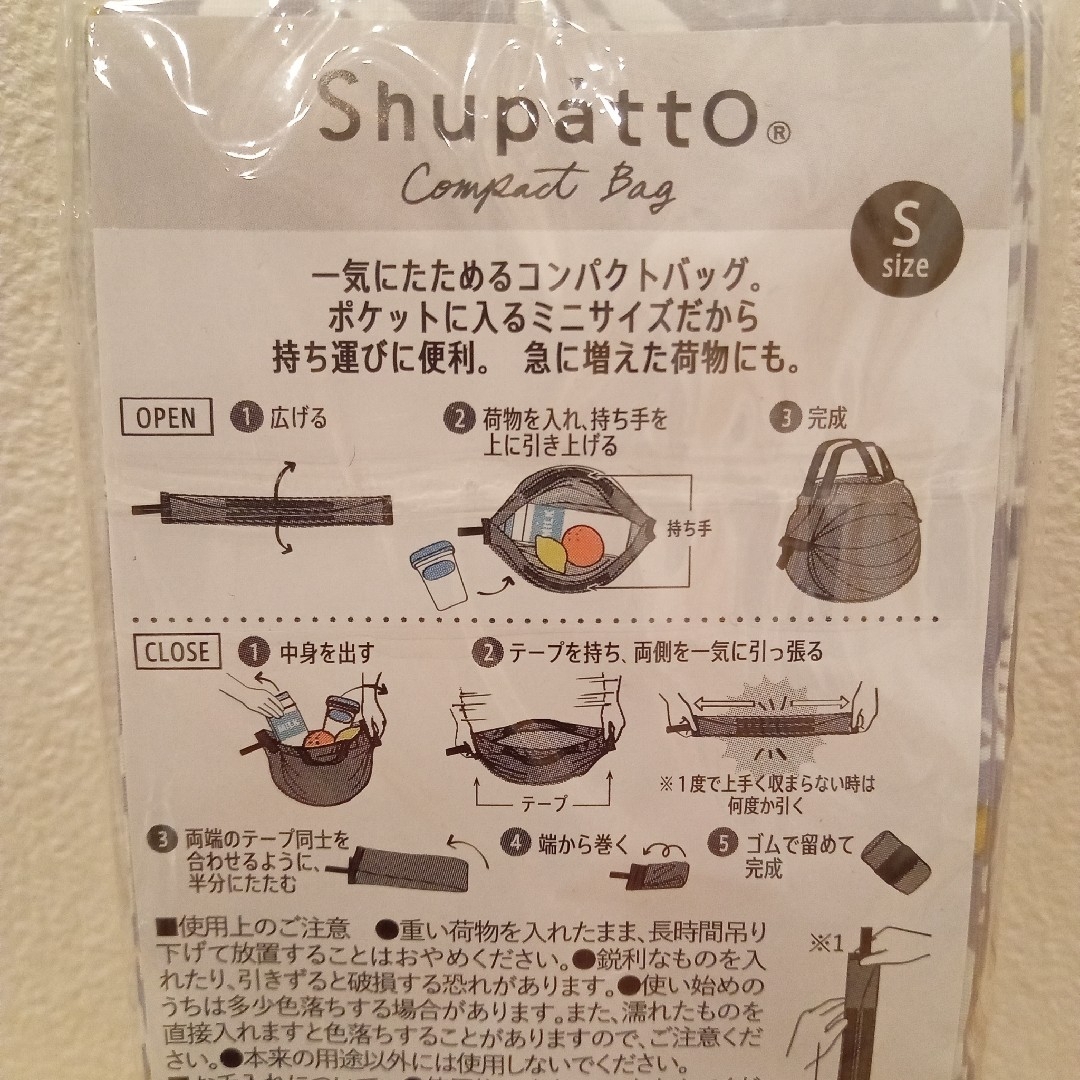 Shupatto®
Compact Bag
S
size
一気にたためるコンパクトバッグ。
ポケットに入るミニサイズだから
持ち運びに便利。 急に増えた荷物にも。
OPEN
1 広げる
2 荷物を入れ、持ち手を
上に引き上げる
MILK
持ち手
3 完成
CLOSE
1 中身を出す
MILK
2 テープを持ち、両側を一気に引っ張る
テープ
※1度で上手く収まらない時は
何度か引く
3 両端のテープ同士を
合わせるように、
半分にたたむ
4 端から巻く
5 ゴムで留めて
完成
■使用上のご注意 ●重い荷物を入れたまま、長時間吊り
下げて放置することはおやめください。●鋭利なものを入
れたり、引きずると破損する恐れがあります。●使い始めの
うちは多少色落ちする場合があります。また、濡れたものを
直接入れますと色落ちすることがありますので、ご注意くだ
さい。●本来の用途以外には使用しないでください。
※1